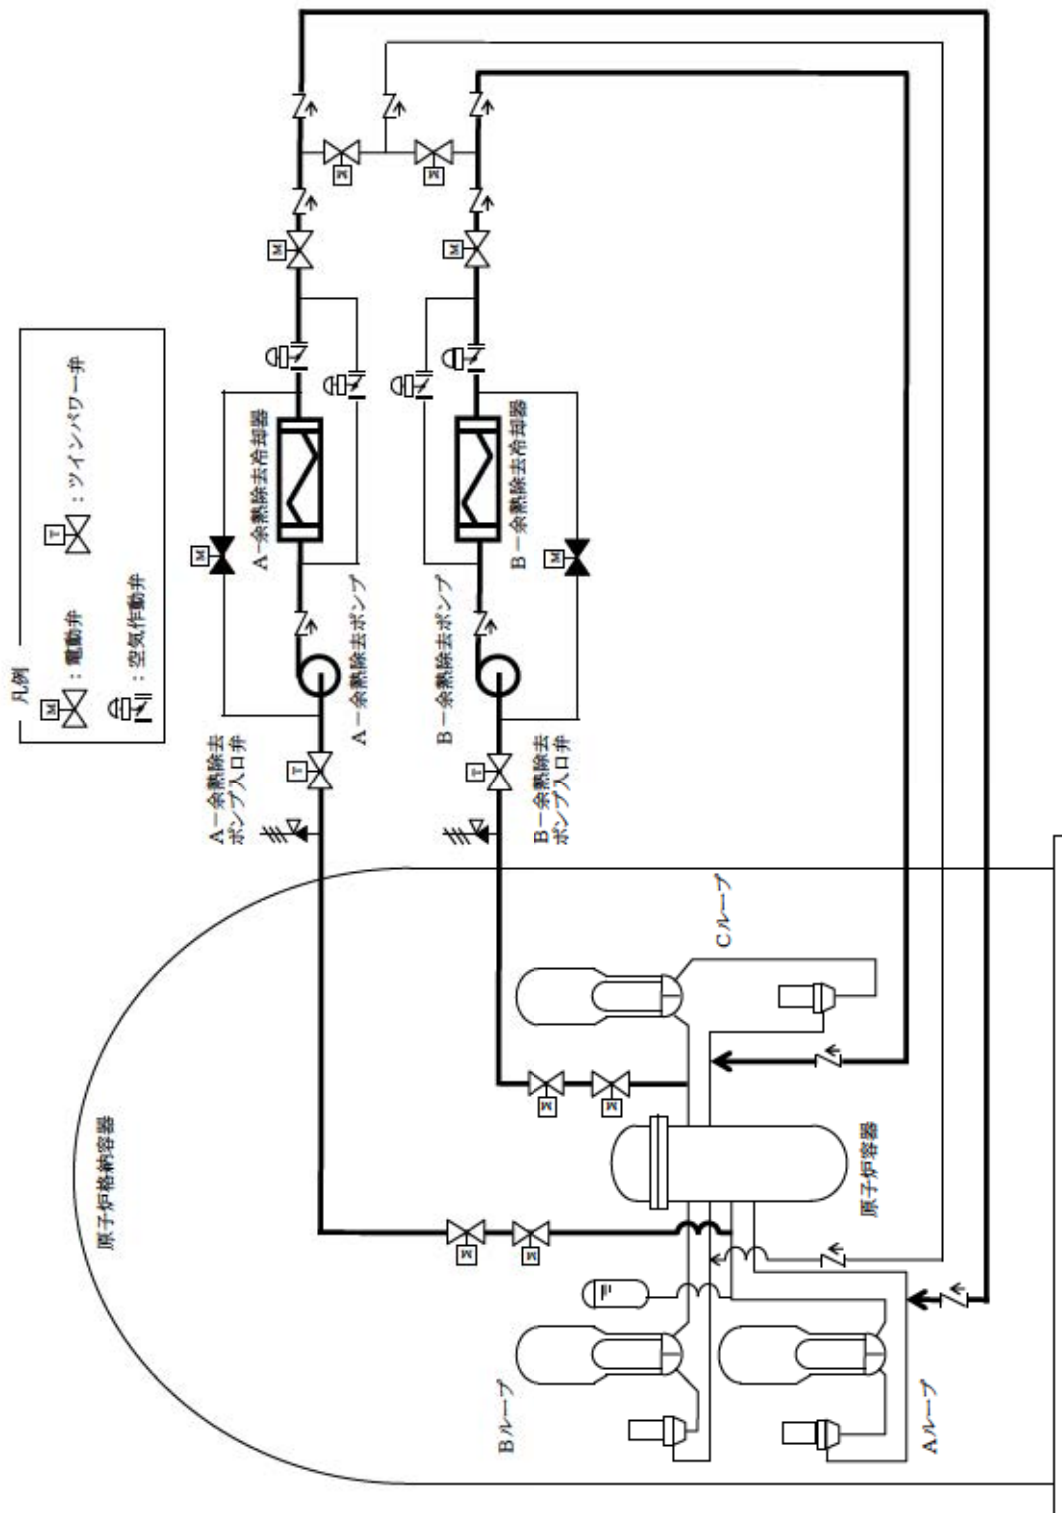 凡例
M
：電動弁
T
：ツインパワー弁
：空気作動弁
M
M
M
M
A－余熱除去冷却器
B－余熱除去冷却器
M
M
A－余熱除去ポンプ
B－余熱除去ポンプ
A－余熱除去
ポンプ入口弁
T
B－余熱除去
ポンプ入口弁
T
原子炉格納容器
Cループ
M
M
原子炉容器
M
M
Bループ
Aループ